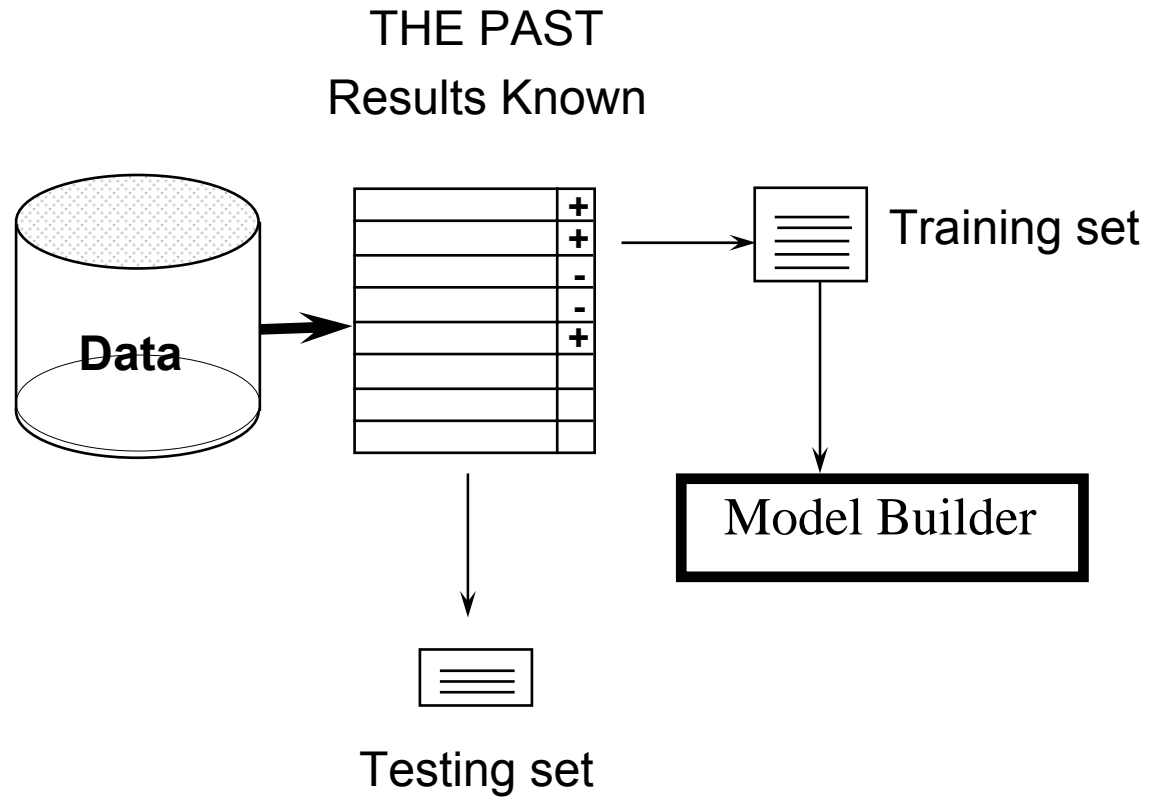 THE PAST
Results Known
+
+
-
-
+
Training set
Data
Model Builder
Testing set